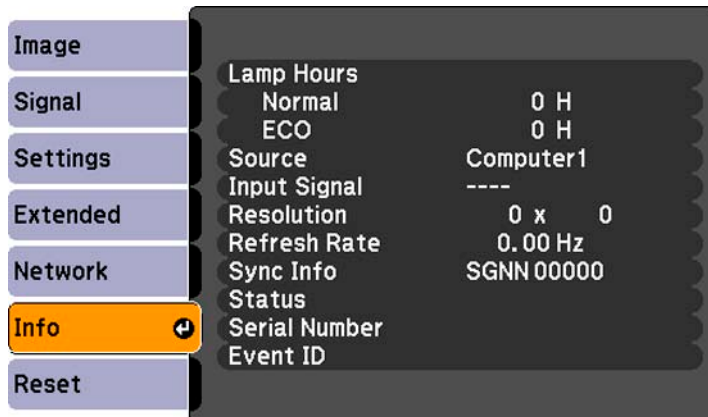 Image
Signal
Settings
Extended
Network
Info
Reset
Lamp Hours
Normal 0 H
ECO 0 H
Source Computer1
Input Signal ----
Resolution 0 x 0
Refresh Rate 0.00 Hz
Sync Info SGNN 00000
Status
Serial Number
Event ID